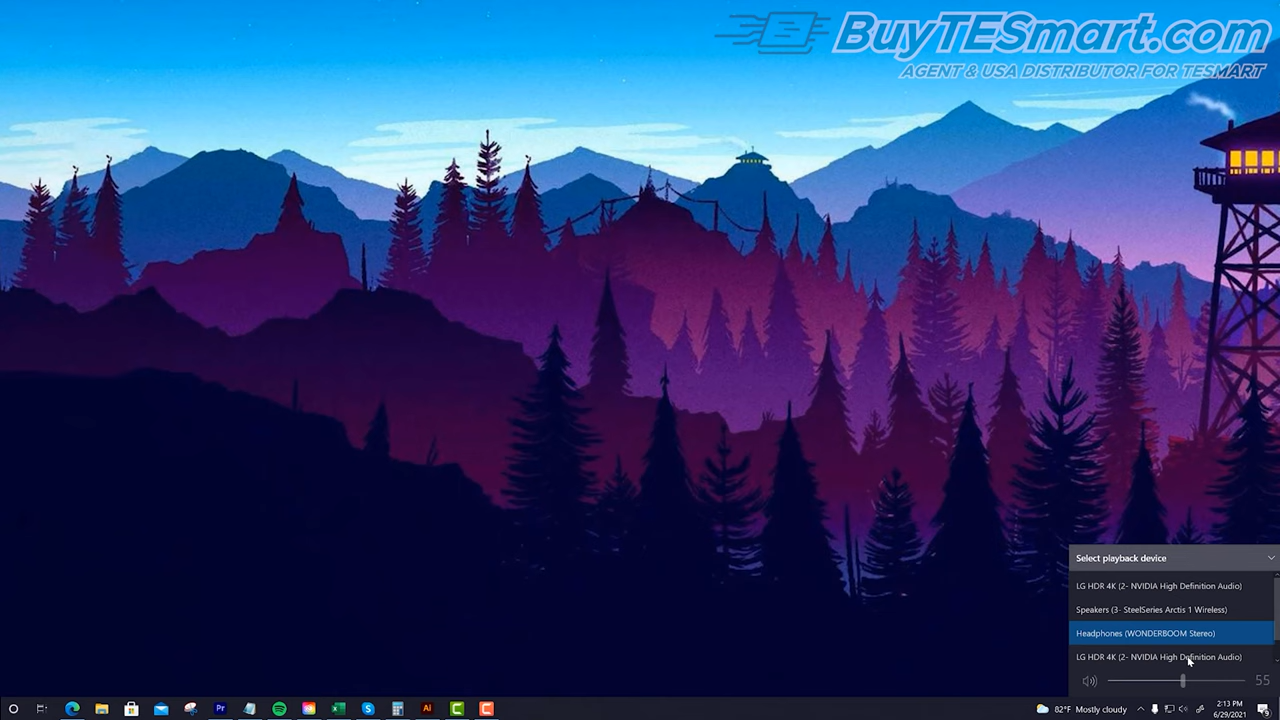 BuyTESmart.com
AGENT & USA DISTRIBUTOR FOR TESMART
Select playback device
LG HDR 4K (2- NVIDIA High Definition Audio)
Speakers (3- SteelSeries Arctis 1 Wireless)
Headphones (WONDERBOOM Stereo)
LG HDR 4K (2- NVIDIA High Definition Audio)
55
Pr
Ai
82°F Mostly cloudy
2:13 PM
6/29/2021